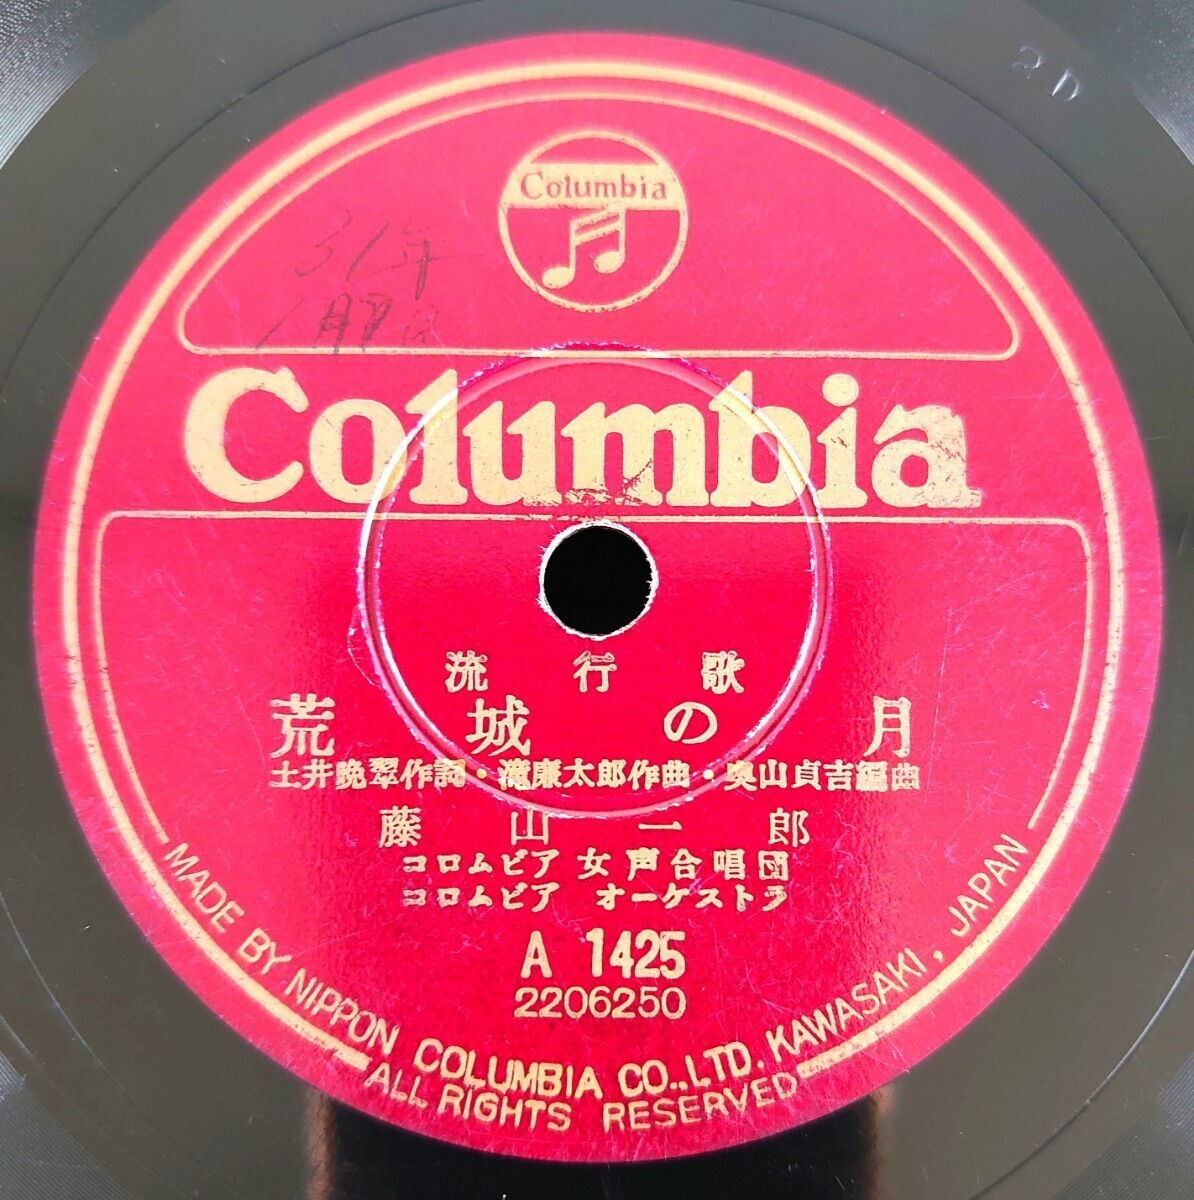 2D
Columbia
31年
Columbia
流行歌
荒城の月
土井晩翠作詞・滝廉太郎作曲・奥山貞吉編曲
藤山一郎
コロムビア 女声合唱団
コロムビア オーケストラ
A 1425
2206250
MADE BY NIPPON COLUMBIA CO., LTD. KAWASAKI, JAPAN
ALL RIGHTS RESERVED